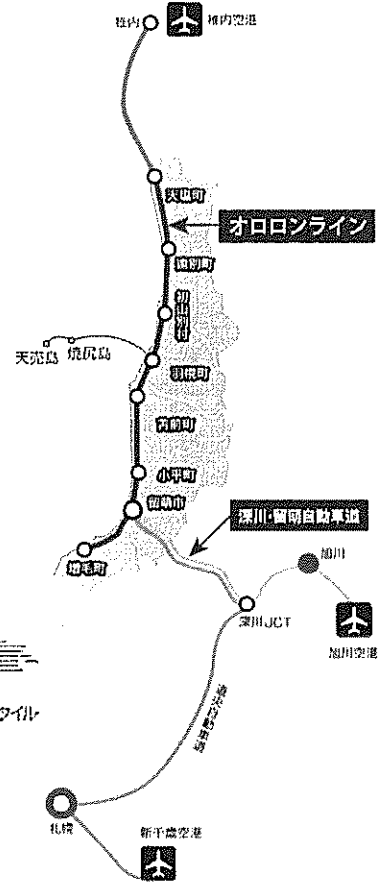 稚内
稚内空港
天塩町
オロロンライン
遠別町
初山別村
天売島
焼尻島
羽幌町
苫前町
小平町
留萌市
深川・留萌自動車道
増毛町
旭川
深川JCT
旭川空港
道央自動車道
札幌
新千歳空港